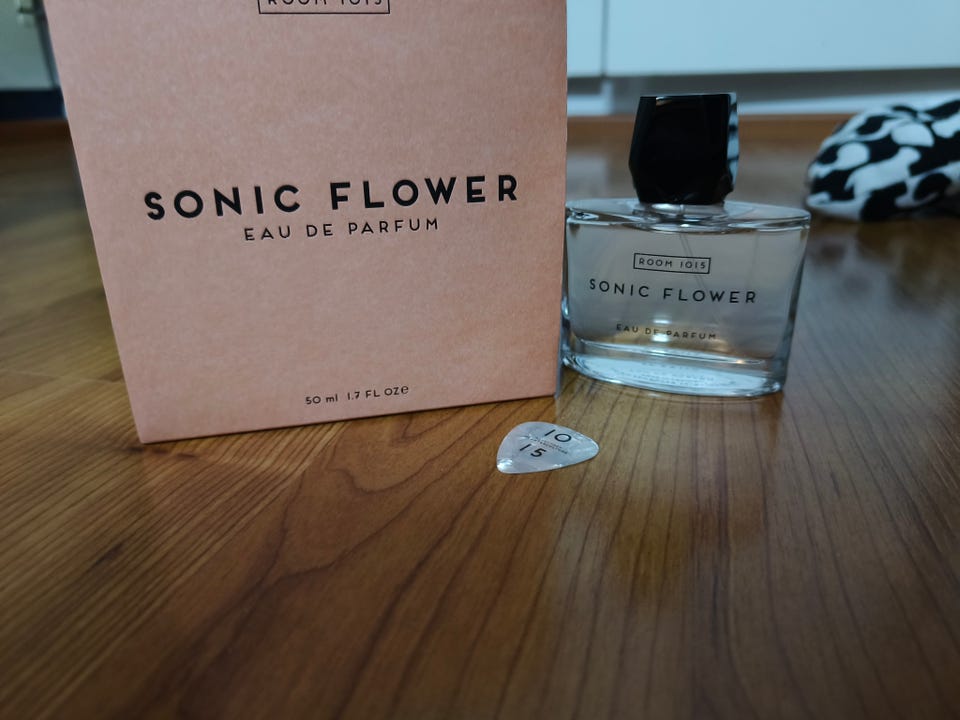 ROOM 1015
SONIC FLOWER
EAU DE PARFUM
50 ml 1.7 FL OZ e
ROOM 1015
SONIC FLOWER
EAU DE PARFUM
10
15